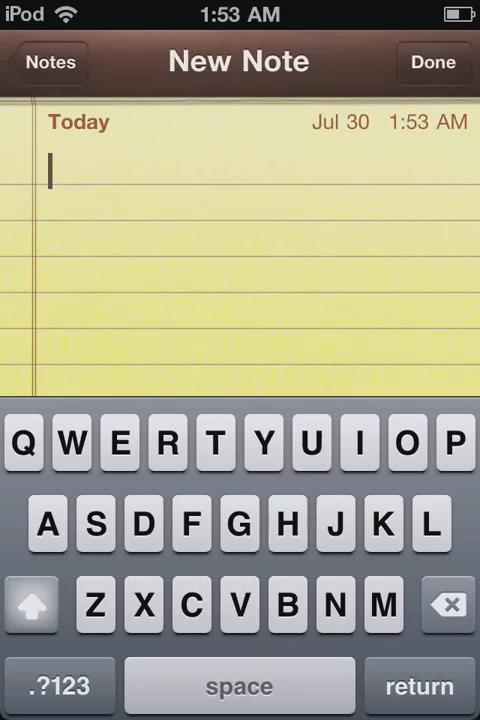 iPod 1:53 AM
Notes New Note Done
Today Jul 30 1:53 AM
Q W E R T Y U I O P
A S D F G H J K L
Z X C V B N M
.?123 space return